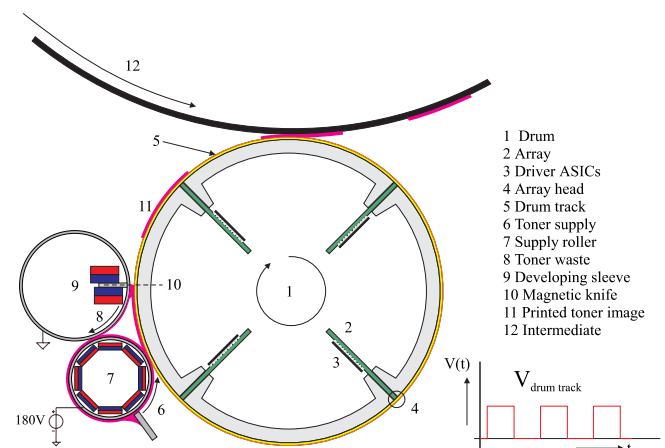 12
5
11
9
10
8
1
7
6
180V
2
3
4
1 Drum
2 Array
3 Driver ASICs
4 Array head
5 Drum track
6 Toner supply
7 Supply roller
8 Toner waste
9 Developing sleeve
10 Magnetic knife
11 Printed toner image
12 Intermediate
V(t)
V drum track
t